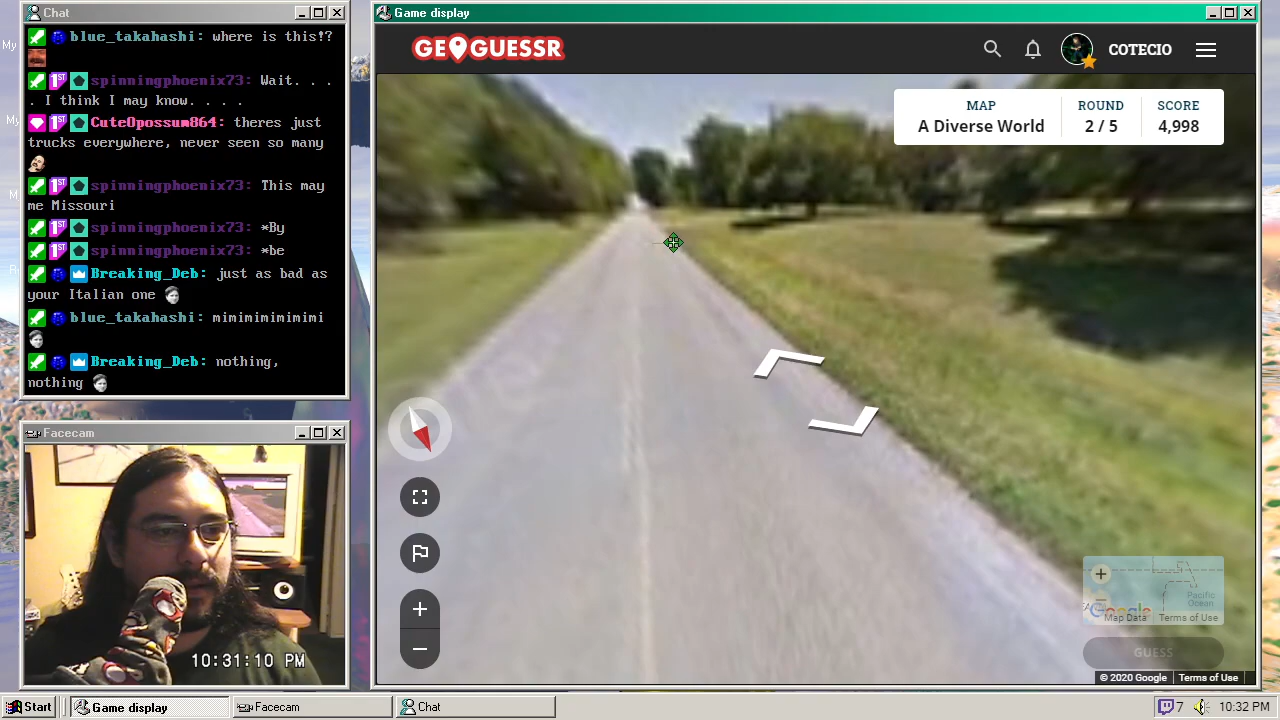 Chat
blue_takahashi: where is this!?
spinningphoenix73: Wait. . .
. I think I may know. . . .
CuteOpossum864: theres just
trucks everywhere, never seen so many
spinningphoenix73: This may
me Missouri
spinningphoenix73: *By
spinningphoenix73: *be
Breaking_Deb: just as bad as
your Italian one
blue_takahashi: mimimimimimi
Breaking_Deb: nothing,
nothing
Facecam
10:31:10 PM
Game display
GEOGUESSR
COTECIO
MAP
A Diverse World
ROUND
2 / 5
SCORE
4,998
Pacific
Ocean
Google
Map Data
Terms of Use
GUESS
© 2020 Google
Terms of Use
Start
Game display
Facecam
Chat
7
10:32 PM